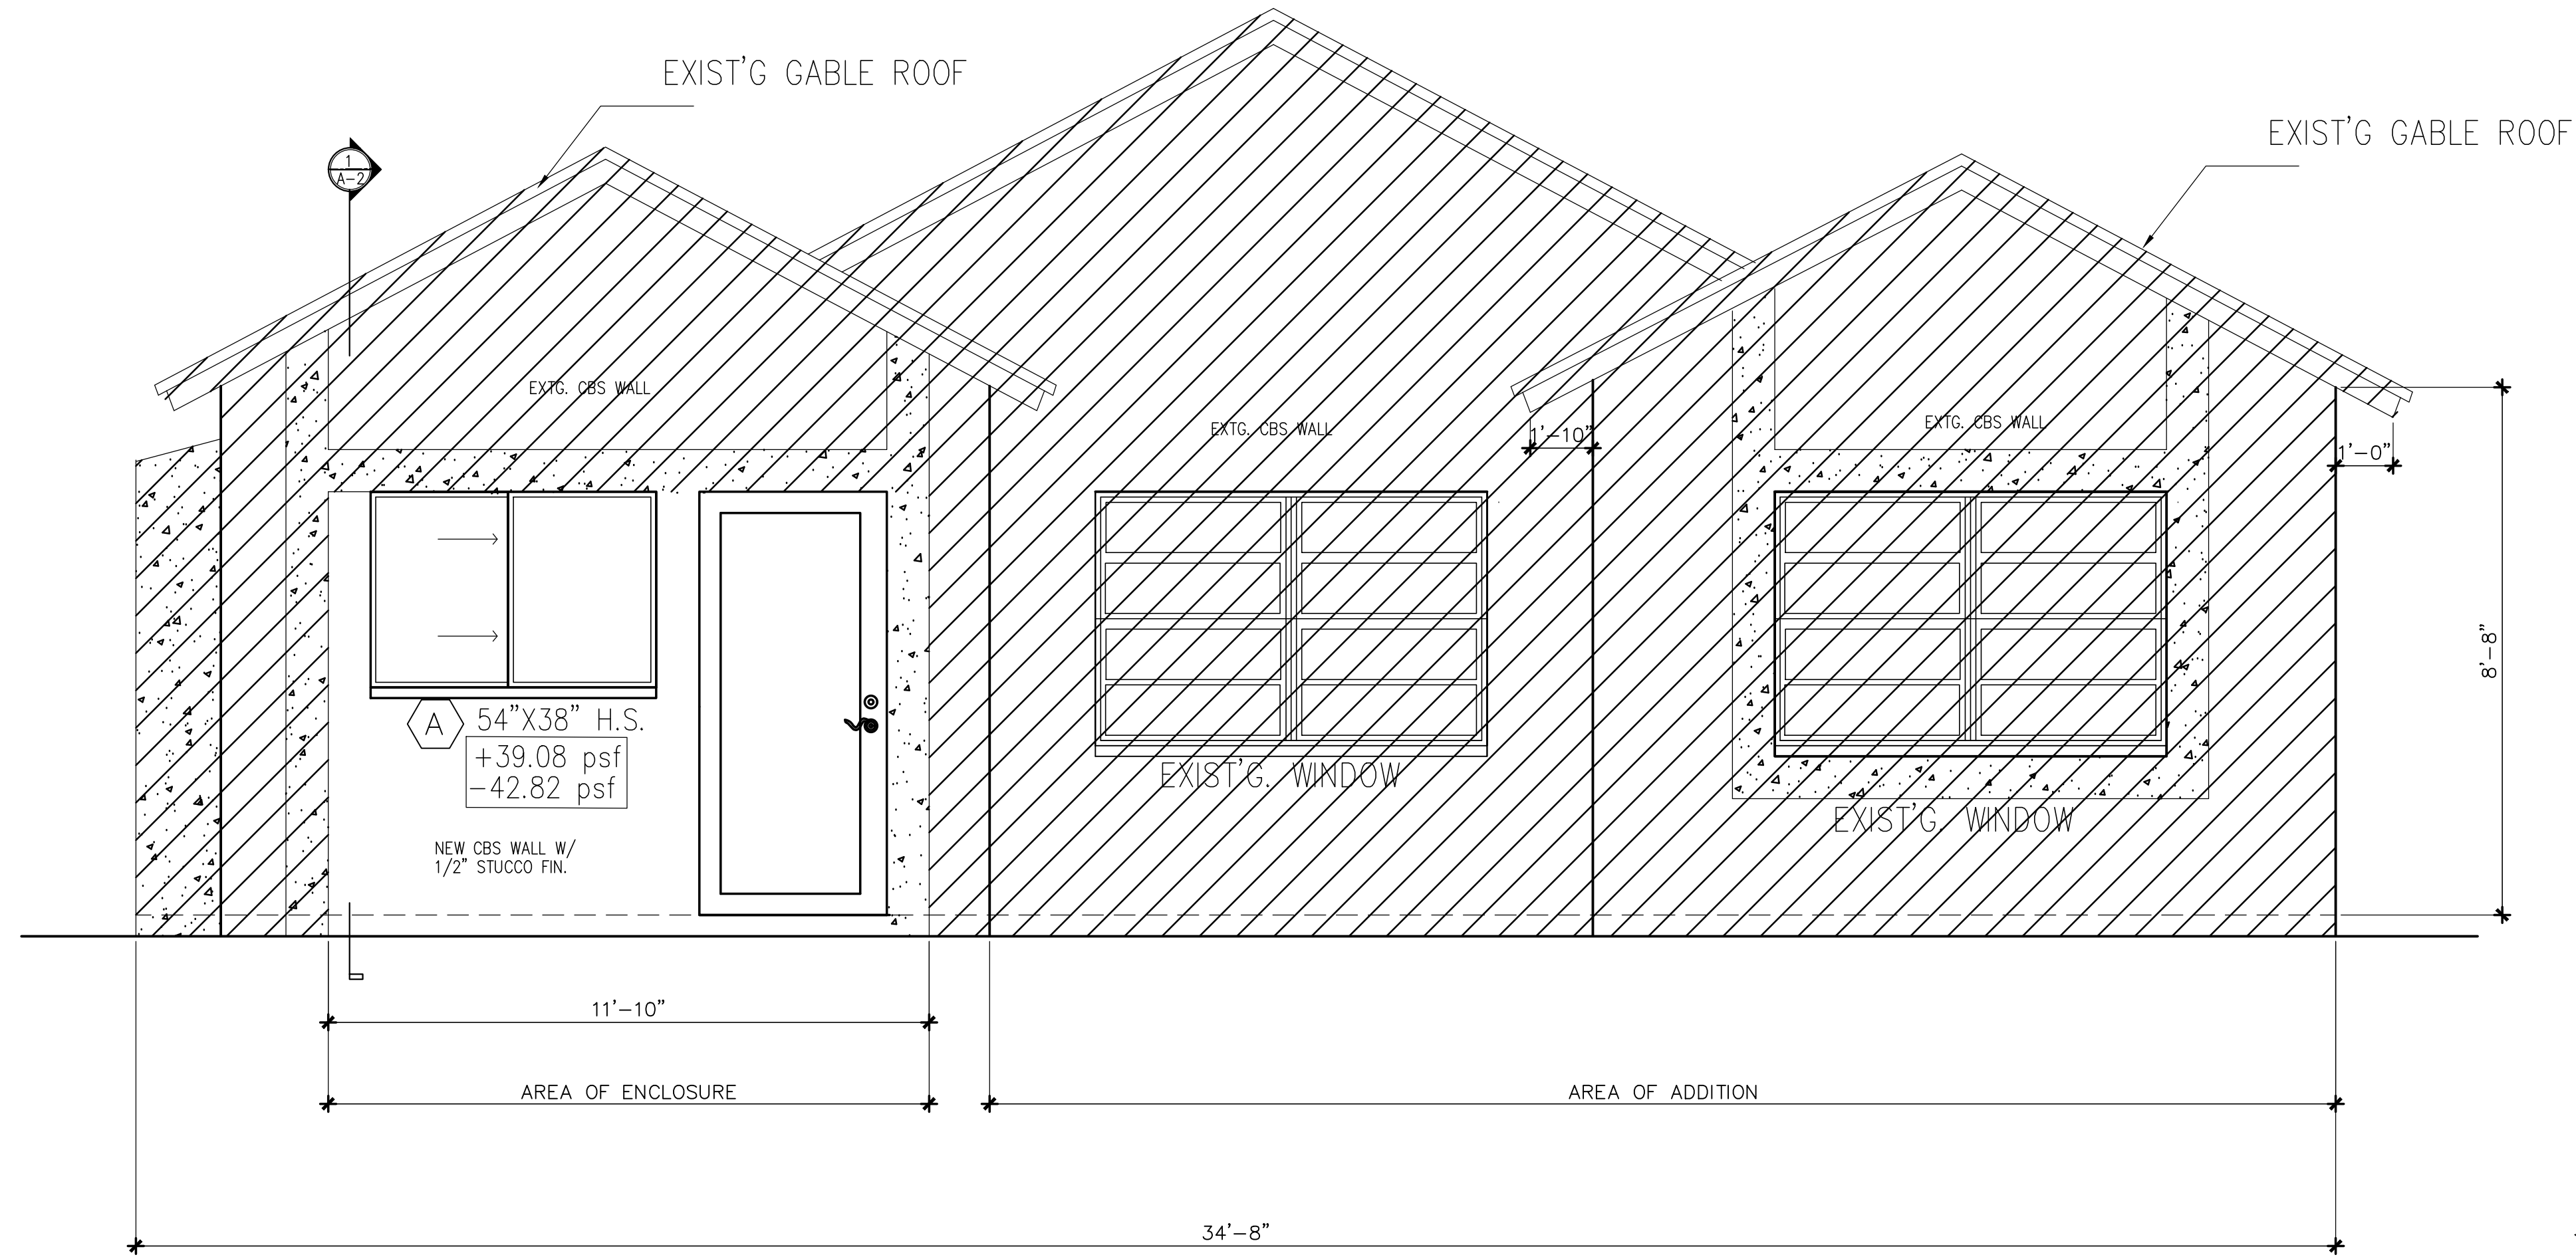 EXIST'G GABLE ROOF
EXIST'G GABLE ROOF
1
A-2
EXTG. CBS WALL
EXTG. CBS WALL
EXTG. CBS WALL
1'-10"
1'-0"
8'-8"
A
54"X38" H.S.
+39.08 psf
-42.82 psf
EXIST'G. WINDOW
EXIST'G. WINDOW
NEW CBS WALL W/
1/2" STUCCO FIN.
11'-10"
AREA OF ENCLOSURE
AREA OF ADDITION
34'-8"